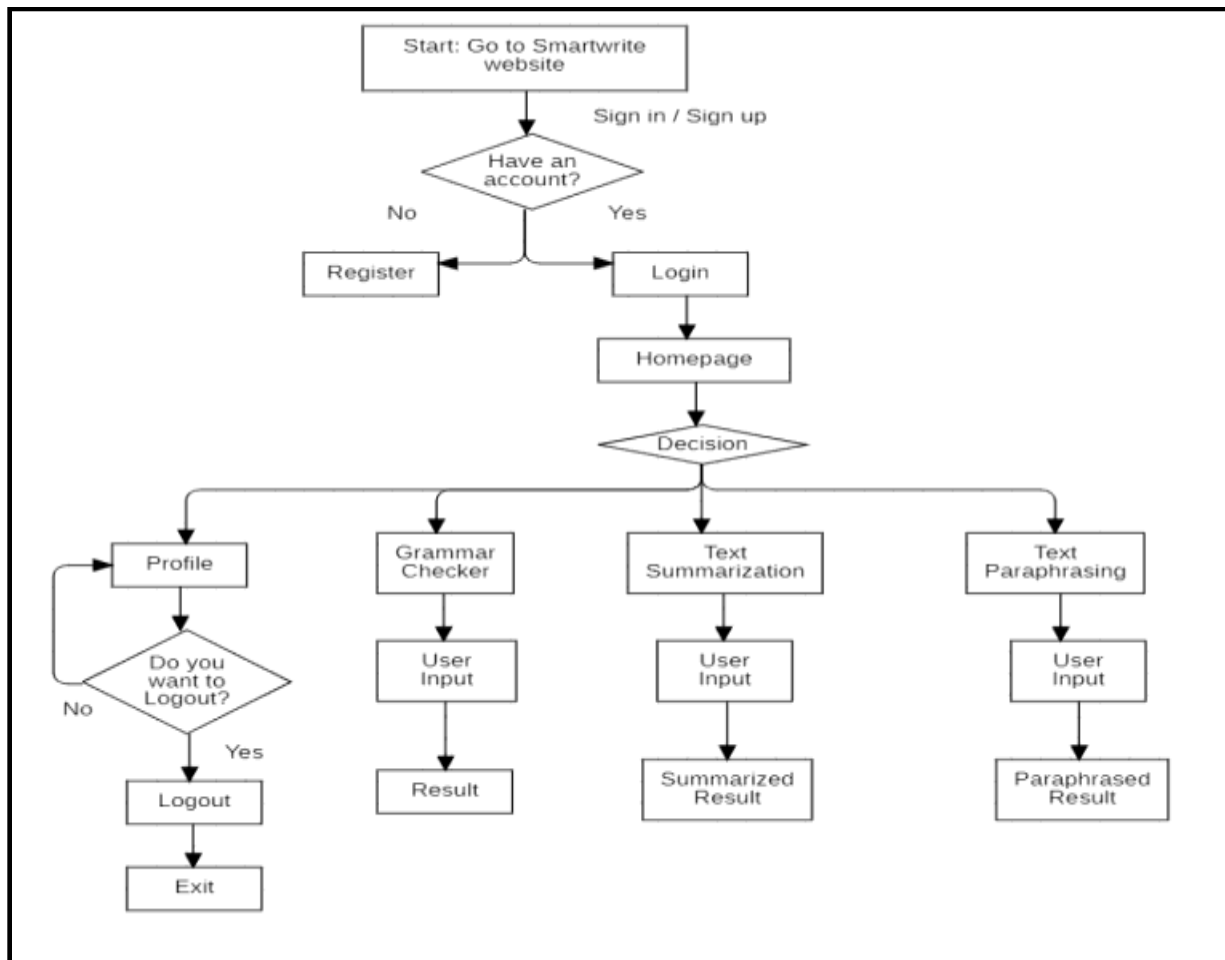 Start: Go to Smartwrite
website
Sign in / Sign up
Have an
account?
No
Yes
Register
Login
Homepage
Decision
Profile
Grammar
Checker
Text
Summarization
Text
Paraphrasing
Do you
want to
Logout?
No
Yes
User
Input
User
Input
User
Input
Logout
Result
Summarized
Result
Paraphrased
Result
Exit